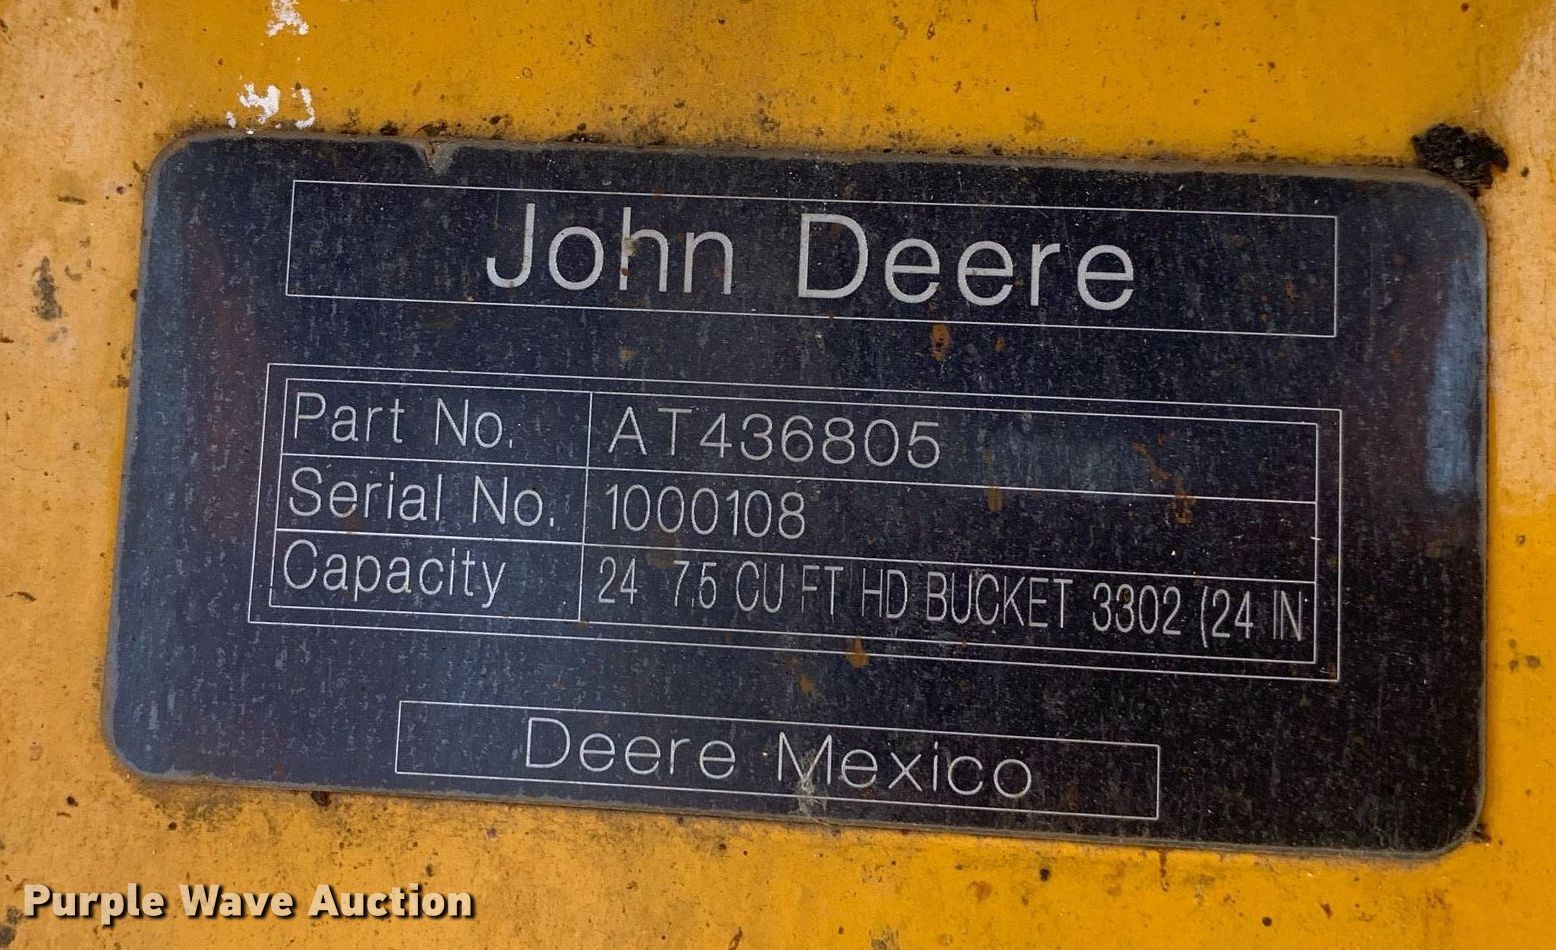 John Deere
Part No. AT436805
Serial No. 1000108
Capacity 24 7.5 CU FT HD BUCKET 3302 (24 IN
Deere Mexico
Purple Wave Auction